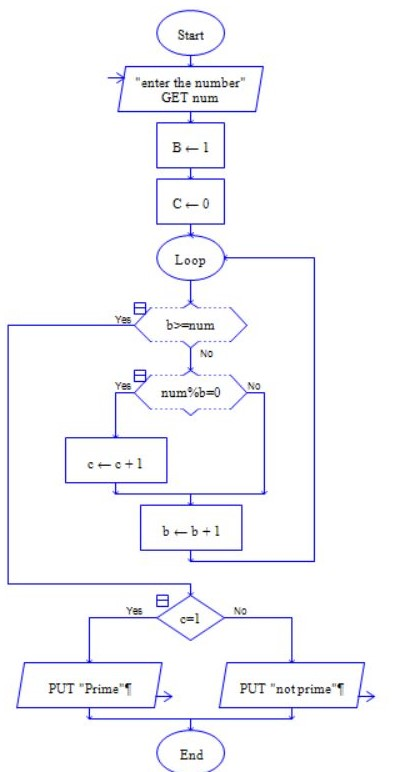 Start
"enter the number"
GET num
B ← 1
C ← 0
Loop
b>=num
Yes
No
num%b=0
Yes
No
c ← c + 1
b ← b + 1
c=1
Yes
No
PUT "Prime"¶
PUT "not prime"¶
End